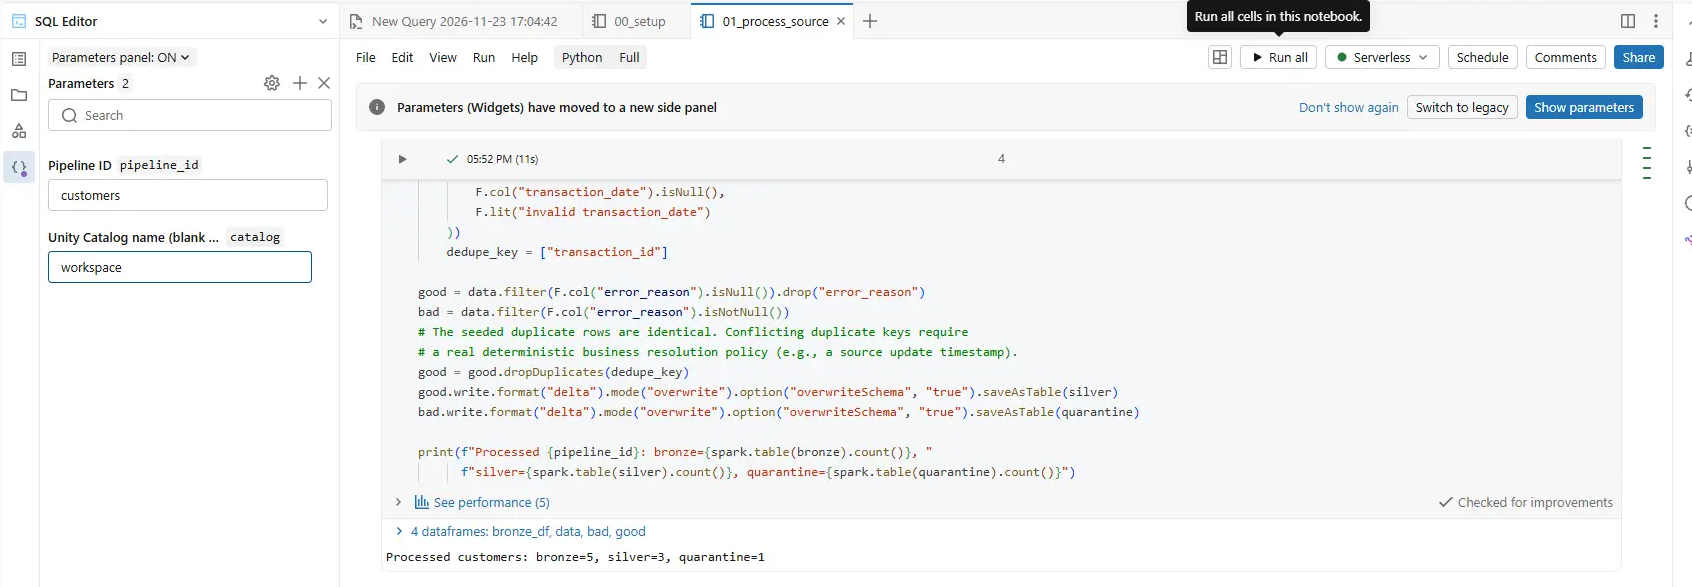 SQL Editor
New Query 2026-11-23 17:04:42
00_setup
01_process_source
Run all cells in this notebook.
Parameters panel: ON
File Edit View Run Help Python Full
Run all
Serverless
Schedule
Comments
Share
Parameters 2
Search
Parameters (Widgets) have moved to a new side panel
Don't show again
Switch to legacy
Show parameters
Pipeline ID pipeline_id
customers
Unity Catalog name (blank ... catalog
workspace
05:52 PM (11s)
4
F.col("transaction_date").isNull(),
F.lit("invalid transaction_date")
))
dedupe_key = ["transaction_id"]
good = data.filter(F.col("error_reason").isNull()).drop("error_reason")
bad = data.filter(F.col("error_reason").isNotNull())
# The seeded duplicate rows are identical. Conflicting duplicate keys require
# a real deterministic business resolution policy (e.g., a source update timestamp).
good = good.dropDuplicates(dedupe_key)
good.write.format("delta").mode("overwrite").option("overwriteSchema", "true").saveAsTable(silver)
bad.write.format("delta").mode("overwrite").option("overwriteSchema", "true").saveAsTable(quarantine)
print(f"Processed {pipeline_id}: bronze={spark.table(bronze).count()}, "
f"silver={spark.table(silver).count()}, quarantine={spark.table(quarantine).count()}")
See performance (5)
Checked for improvements
4 dataframes: bronze_df, data, bad, good
Processed customers: bronze=5, silver=3, quarantine=1